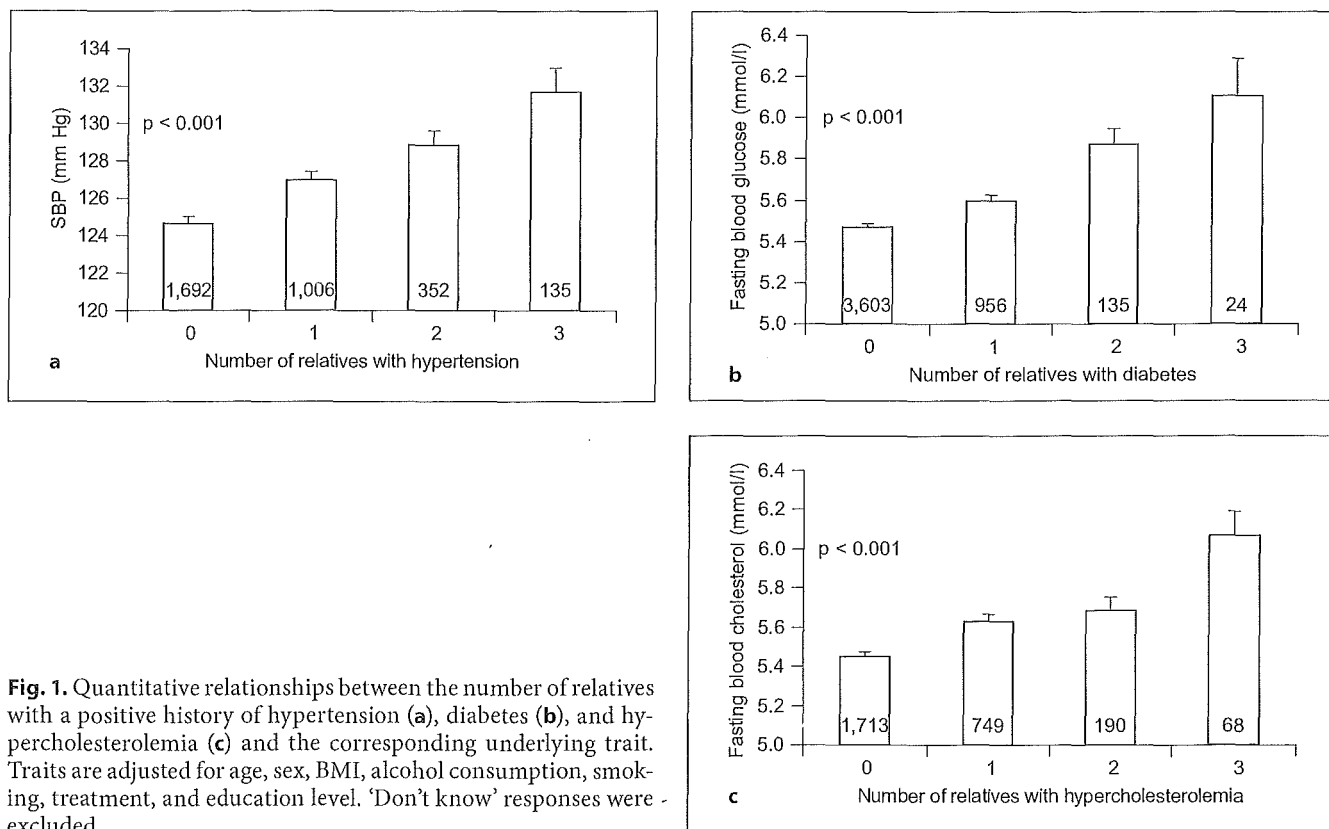 134
132
130
128
126
124
122
120
SBP (mm Hg)
p < 0.001
1,692
1,006
352
135
0
1
2
3
a
Number of relatives with hypertension
6.4
6.2
6.0
5.8
5.6
5.4
5.2
5.0
Fasting blood glucose (mmol/l)
p < 0.001
3,603
956
135
24
0
1
2
3
b
Number of relatives with diabetes
6.4
6.2
6.0
5.8
5.6
5.4
5.2
5.0
Fasting blood cholesterol (mmol/l)
p < 0.001
1,713
749
190
68
0
1
2
3
c
Number of relatives with hypercholesterolemia
Fig. 1. Quantitative relationships between the number of relatives
with a positive history of hypertension (a), diabetes (b), and hy-
percholesterolemia (c) and the corresponding underlying trait.
Traits are adjusted for age, sex, BMI, alcohol consumption, smok-
ing, treatment, and education level. 'Don't know' responses were
excluded